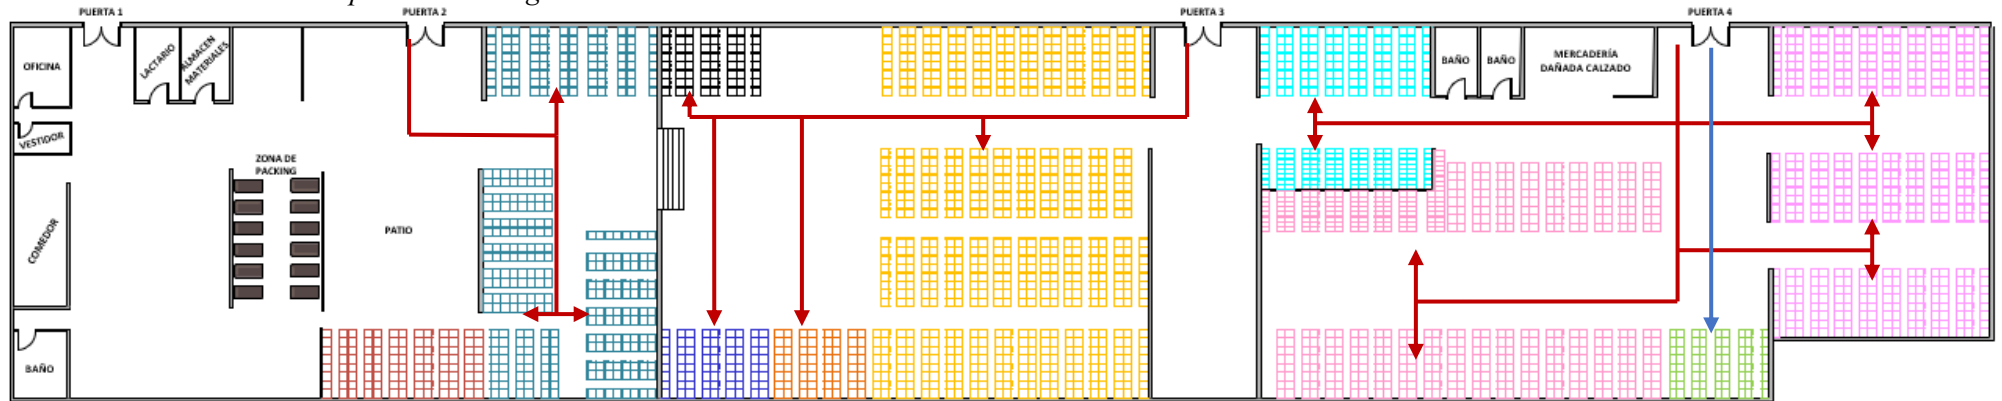 PUERTA 1
PUERTA 2
PUERTA 3
PUERTA 4
OFICINA
LACTARIO
ALMACEN
MATERIALES
BAÑO
BAÑO
MERCADERÍA
DAÑADA CALZADO
VESTIDOR
ZONA DE
PACKING
COMEDOR
PATIO
BAÑO